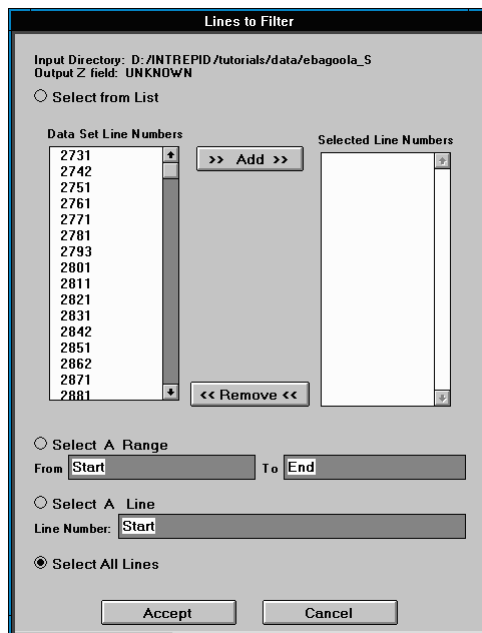 Lines to Filter
Input Directory: D:/INTREPID/tutorials/data/ebagoola_S
Output Z field: UNKNOWN
Select from List
Data Set Line Numbers
Selected Line Numbers
2731
2742
2751
2761
2771
2781
2793
2801
2811
2821
2831
2842
2851
2862
2871
2881
>> Add >>
<< Remove <<
Select A Range
From Start To End
Select A Line
Line Number: Start
Select All Lines
Accept Cancel